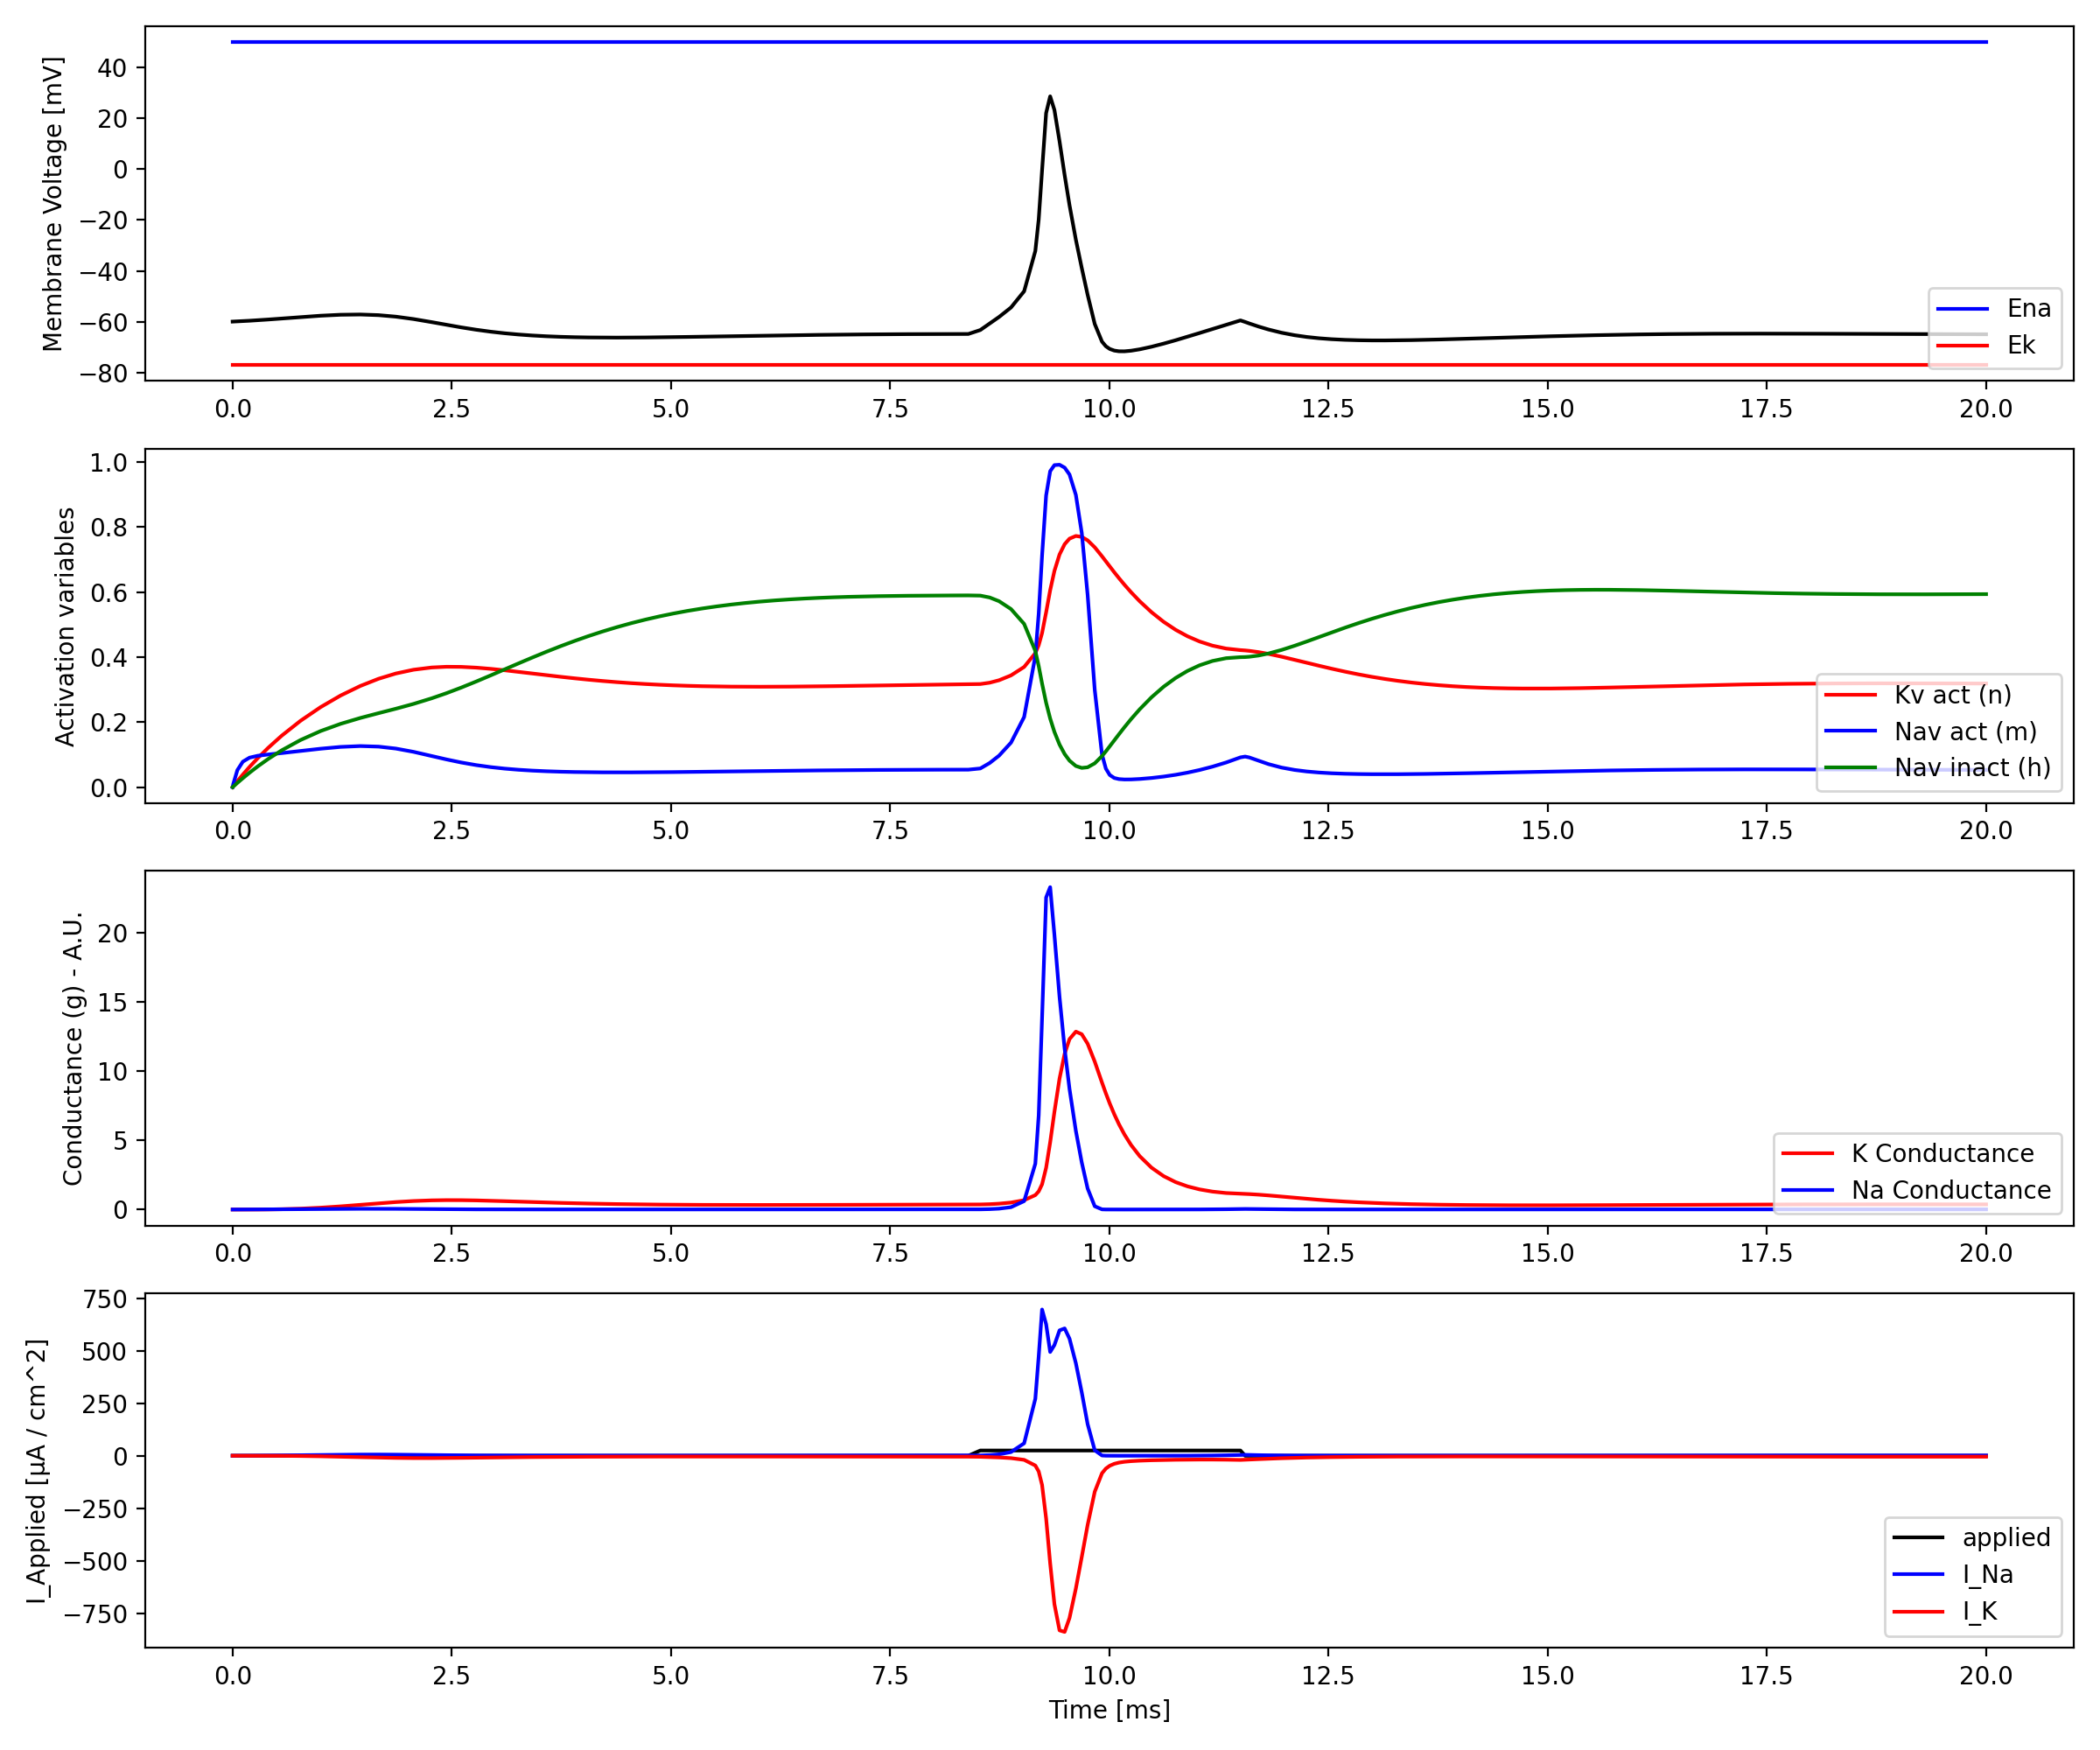 Membrane Voltage [mV]
40
20
0
−20
−40
−60
−80
Ena
Ek
0.0 2.5 5.0 7.5 10.0 12.5 15.0 17.5 20.0
Activation variables
1.0
0.8
0.6
0.4
0.2
0.0
Kv act (n)
Nav act (m)
Nav inact (h)
0.0 2.5 5.0 7.5 10.0 12.5 15.0 17.5 20.0
Conductance (g) - A.U.
20
15
10
5
0
K Conductance
Na Conductance
0.0 2.5 5.0 7.5 10.0 12.5 15.0 17.5 20.0
I_Applied [μA / cm^2]
750
500
250
0
−250
−500
−750
applied
I_Na
I_K
0.0 2.5 5.0 7.5 10.0 12.5 15.0 17.5 20.0
Time [ms]